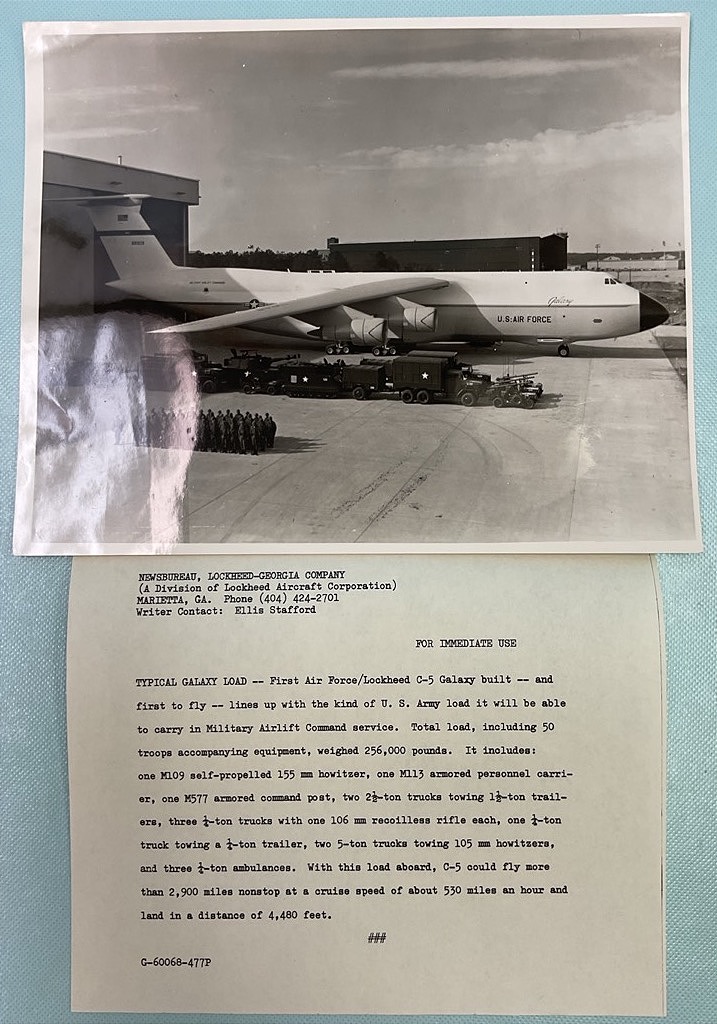 Galaxy
U.S. AIR FORCE
NEWSBUREAU, LOCKHEED-GEORGIA COMPANY
(A Division of Lockheed Aircraft Corporation)
MARIETTA, GA.  Phone (404) 424-2701
Writer Contact:  Ellis Stafford
FOR IMMEDIATE USE
TYPICAL GALAXY LOAD -- First Air Force/Lockheed C-5 Galaxy built -- and
first to fly -- lines up with the kind of U. S. Army load it will be able
to carry in Military Airlift Command service.  Total load, including 50
troops accompanying equipment, weighed 256,000 pounds.  It includes:
one M109 self-propelled 155 mm howitzer, one M113 armored personnel carri-
er, one M577 armored command post, two 2½-ton trucks towing 1½-ton trail-
ers, three ¼-ton trucks with one 106 mm recoilless rifle each, one ¼-ton
truck towing a ¼-ton trailer, two 5-ton trucks towing 105 mm howitzers,
and three ¼-ton ambulances.  With this load aboard, C-5 could fly more
than 2,900 miles nonstop at a cruise speed of about 530 miles an hour and
land in a distance of 4,480 feet.
###
G-60068-477P